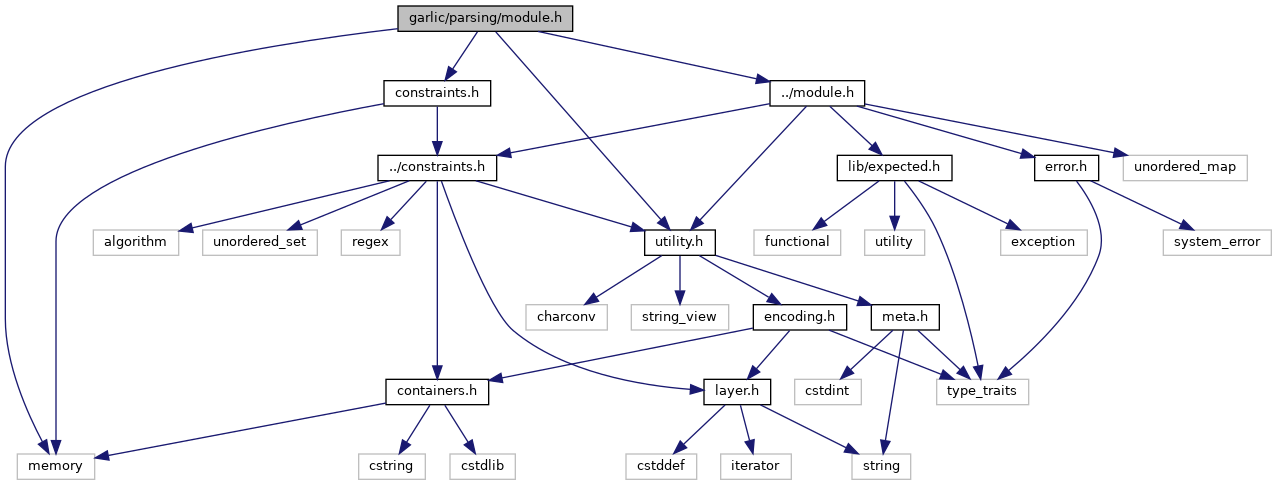 garlic/parsing/module.h
constraints.h
../module.h
../constraints.h
lib/expected.h
error.h
unordered_map
algorithm
unordered_set
regex
utility.h
functional
utility
exception
system_error
charconv
string_view
encoding.h
meta.h
containers.h
layer.h
cstdint
type_traits
memory
cstring
cstdlib
cstddef
iterator
string